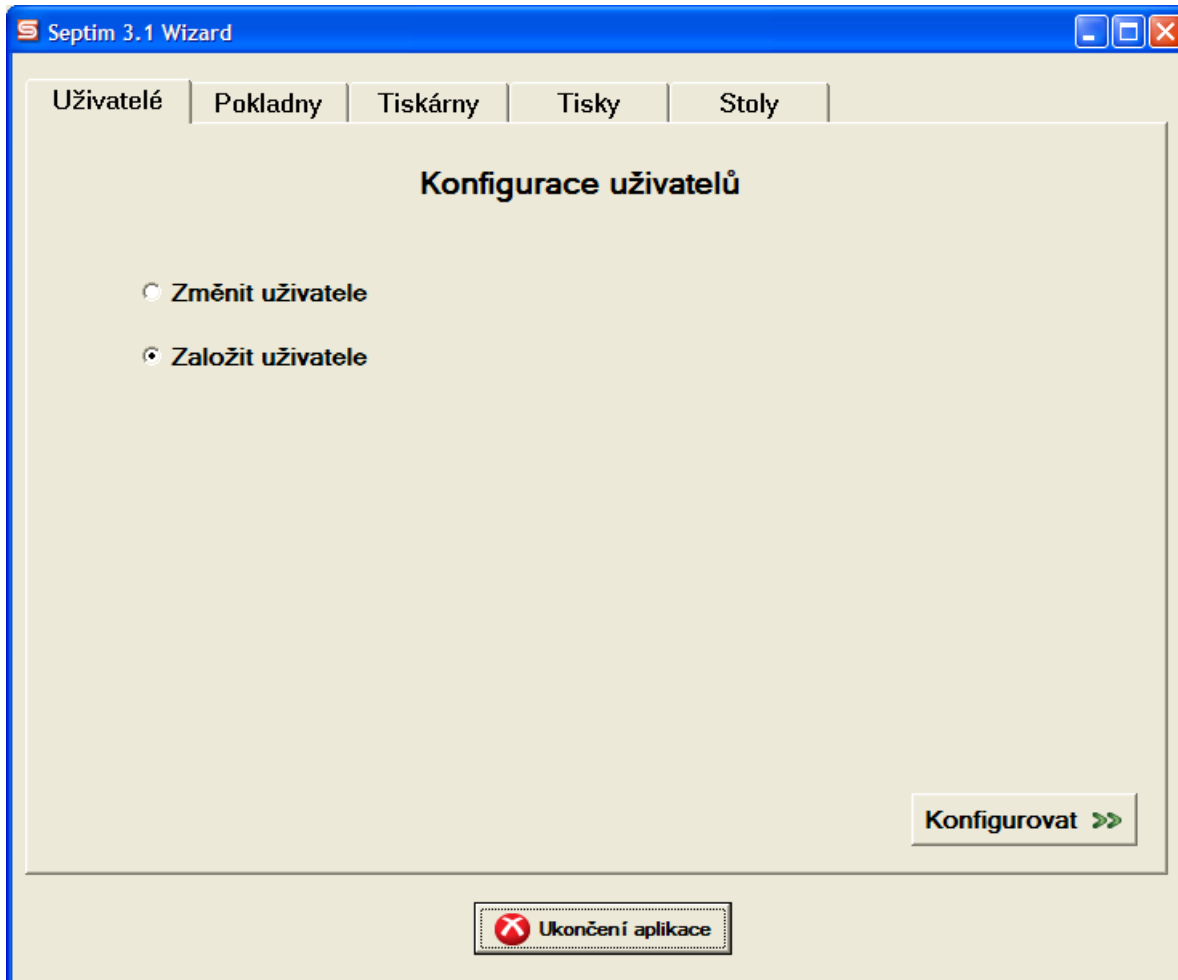 Septim 3.1 Wizard
Uživatelé Pokladny Tiskárny Tisky Stoly
Konfigurace uživatelů
Změnit uživatele
Založit uživatele
Konfigurovat
Ukončení aplikace